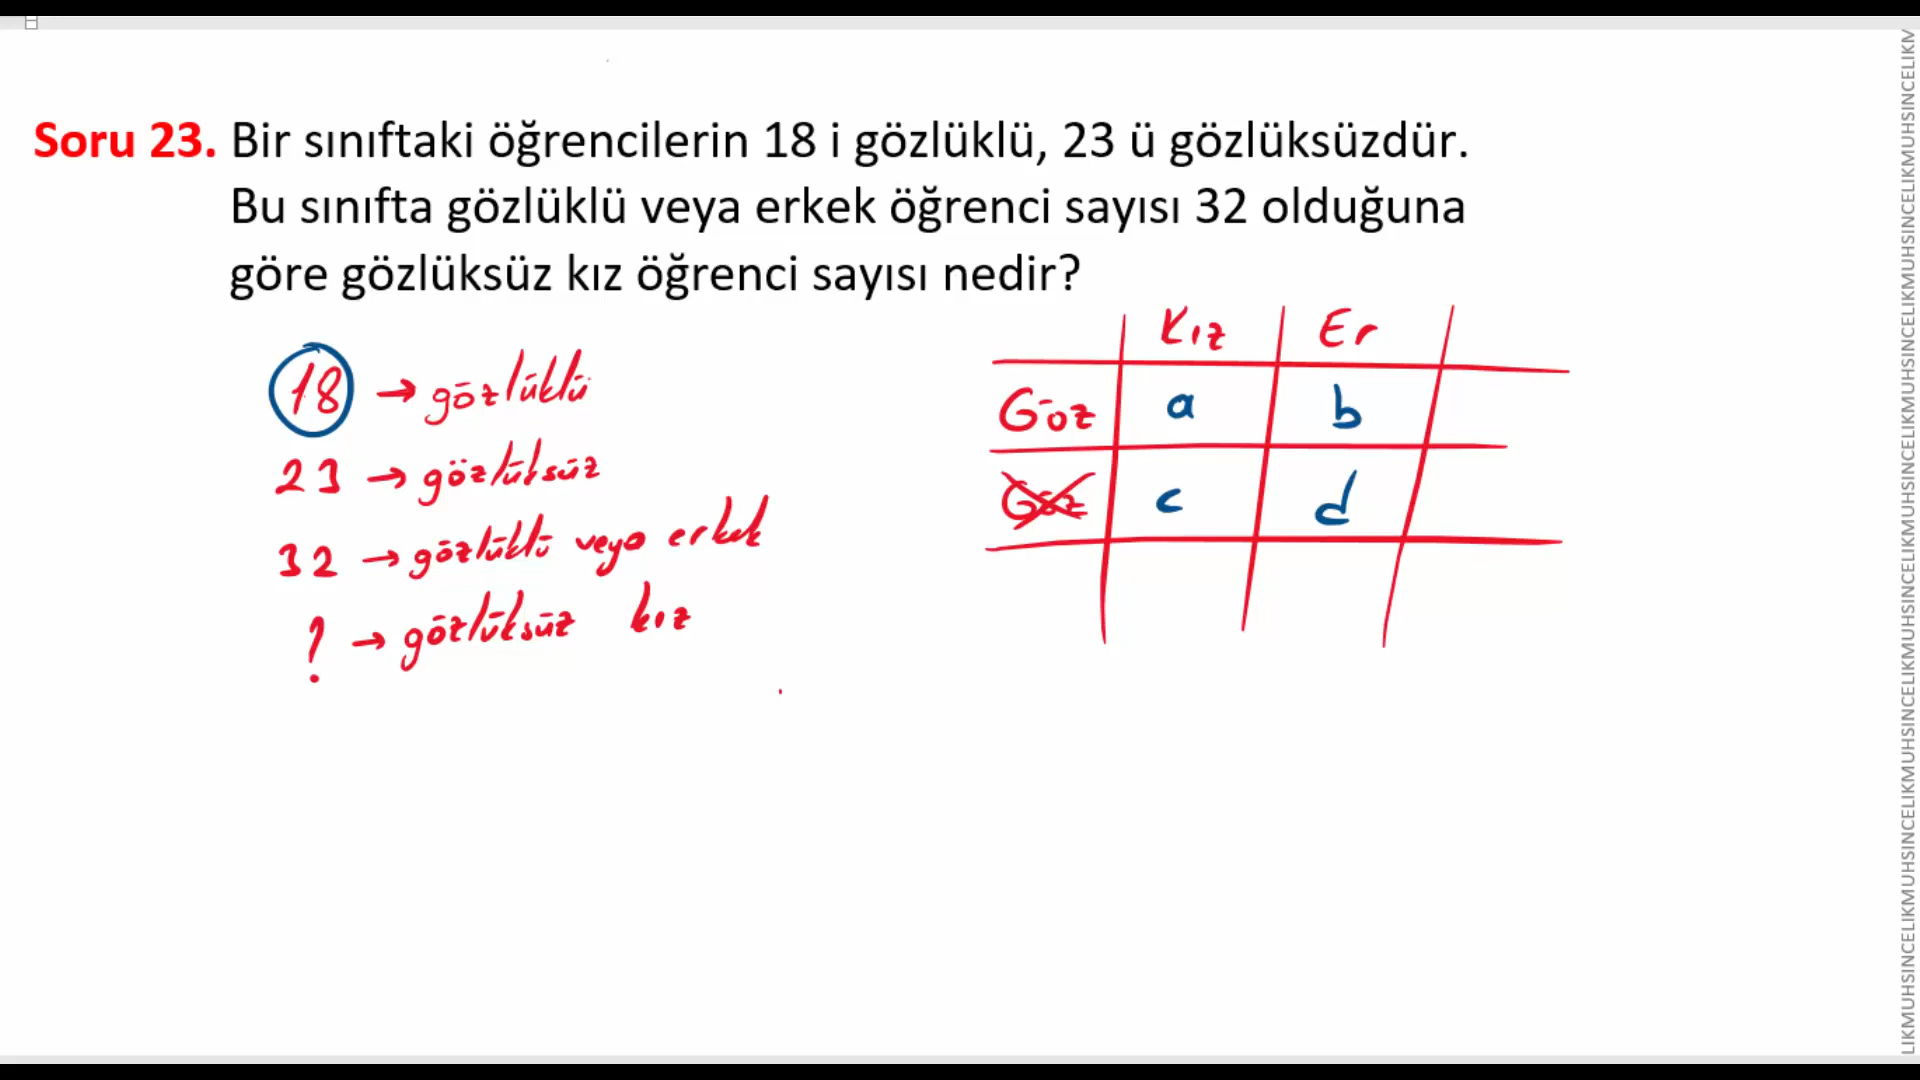 Soru 23. Bir sınıftaki öğrencilerin 18 i gözlüklü, 23 ü gözlüksüzdür.
Bu sınıfta gözlüklü veya erkek öğrenci sayısı 32 olduğuna
göre gözlüksüz kız öğrenci sayısı nedir?
18 → gözlüklü
23 → gözlüksüz
32 → gözlüklü veya erkek
? → gözlüksüz kız
Kız Er
Göz a b
Göz c d
LIKMUHSINCELIKMUHSINCELIKMUHSINCELIKMUHSINCELIKMUHSINCELIKMUHSINCELIKMUHSINCELIKMUHSINCELIKM